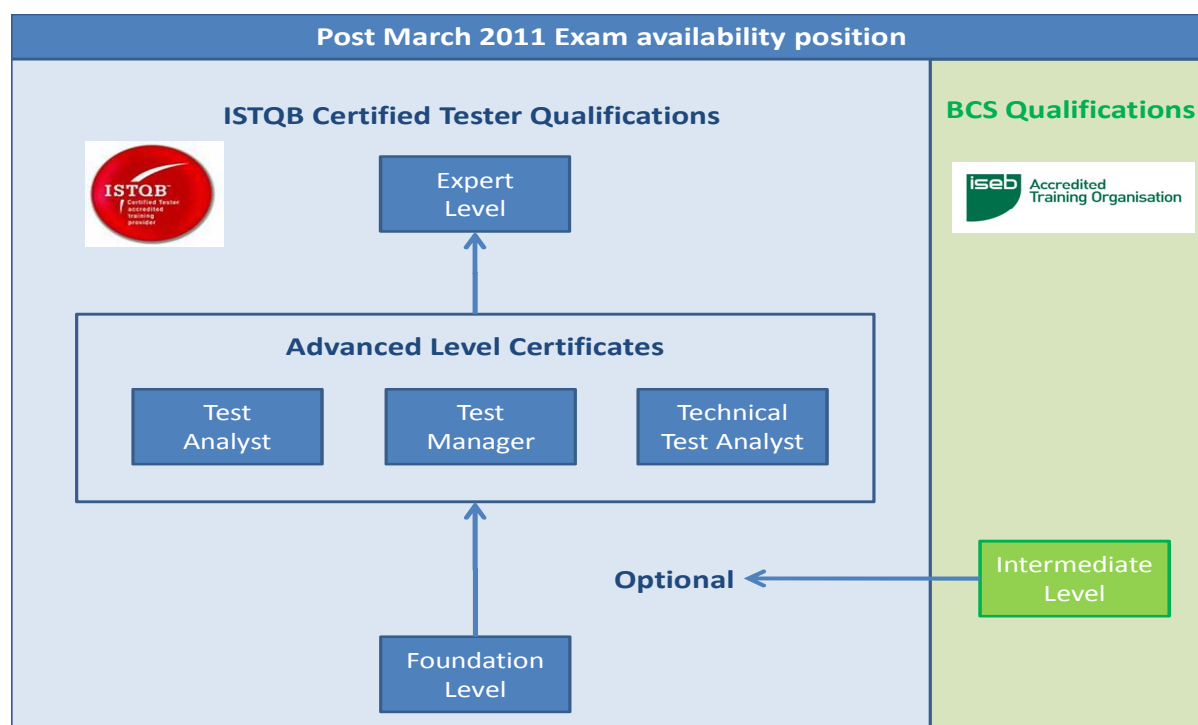 Post March 2011 Exam availability position
ISTQB Certified Tester Qualifications
BCS Qualifications
ISTQB™
Certified Tester
accredited
training
provider
Expert
Level
iseb
Accredited
Training Organisation
Advanced Level Certificates
Test
Analyst
Test
Manager
Technical
Test Analyst
Optional
Intermediate
Level
Foundation
Level